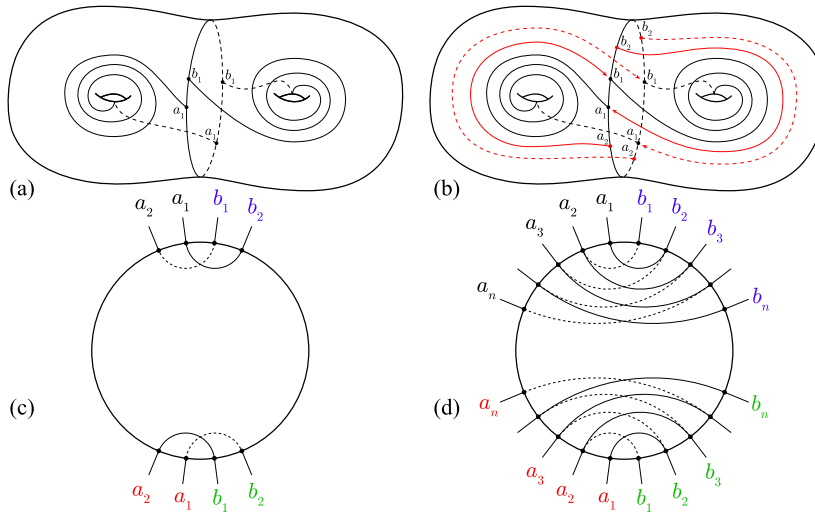 b₁ b₁
a₁
a₁
(a)
b₂
b₂
b₁ b₁
a₁
a₁
a₂
a₂
(b)
a₂ a₁ b₁ b₂
(c)
a₂ a₁ b₁ b₂
aₙ a₃ a₂ a₁ b₁ b₂ b₃ bₙ
(d)
aₙ a₃ a₂ a₁ b₁ b₂ b₃ bₙ